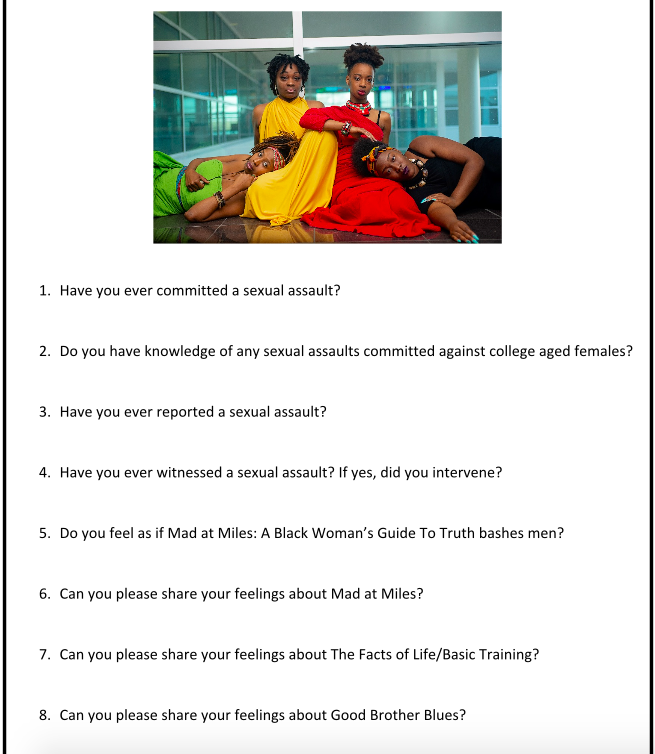 1. Have you ever committed a sexual assault?
2. Do you have knowledge of any sexual assaults committed against college aged females?
3. Have you ever reported a sexual assault?
4. Have you ever witnessed a sexual assault? If yes, did you intervene?
5. Do you feel as if Mad at Miles: A Black Woman’s Guide To Truth bashes men?
6. Can you please share your feelings about Mad at Miles?
7. Can you please share your feelings about The Facts of Life/Basic Training?
8. Can you please share your feelings about Good Brother Blues?